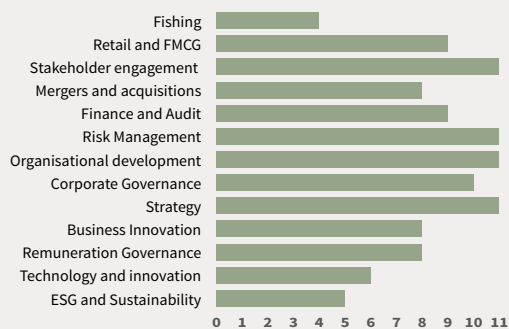 Fishing
Retail and FMCG
Stakeholder engagement
Mergers and acquisitions
Finance and Audit
Risk Management
Organisational development
Corporate Governance
Strategy
Business Innovation
Remuneration Governance
Technology and innovation
ESG and Sustainability
0 1 2 3 4 5 6 7 8 9 10 11